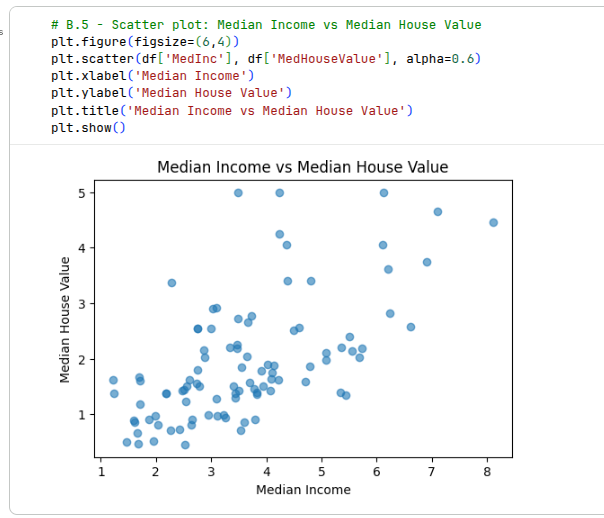 # B.5 - Scatter plot: Median Income vs Median House Value
plt.figure(figsize=(6,4))
plt.scatter(df['MedInc'], df['MedHouseValue'], alpha=0.6)
plt.xlabel('Median Income')
plt.ylabel('Median House Value')
plt.title('Median Income vs Median House Value')
plt.show()
Median Income vs Median House Value
Median House Value
5
4
3
2
1
1 2 3 4 5 6 7 8
Median Income